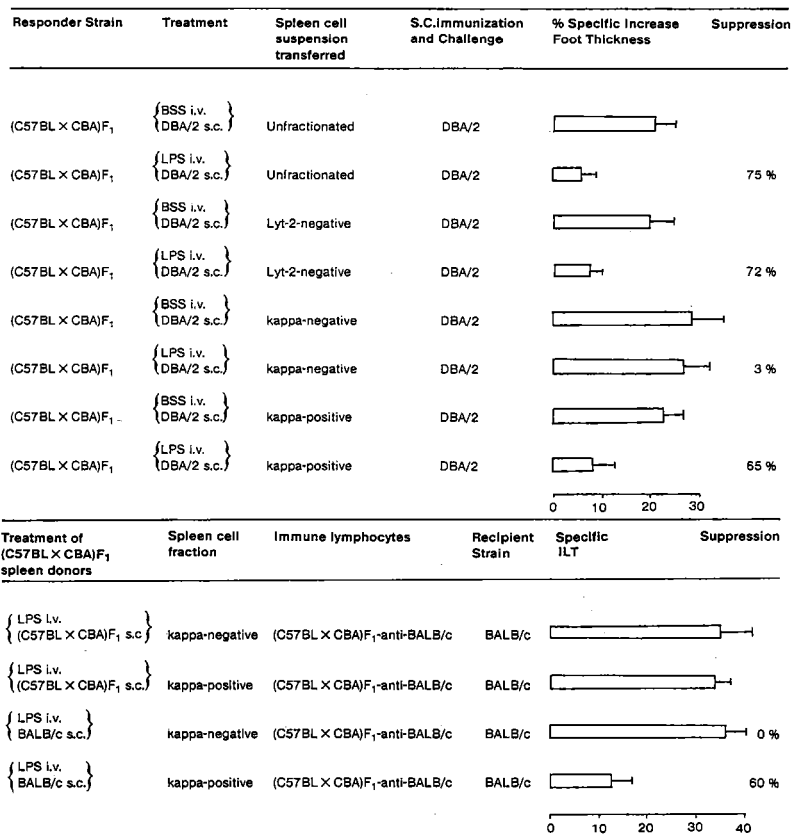 Responder Strain Treatment Spleen cell suspension transferred S.C.Immunization and Challenge % Specific Increase Foot Thickness Suppression
(C57BL X CBA)F1 {BSS i.v. DBA/2 s.c.} Unfractionated DBA/2
(C57BL X CBA)F1 {LPS i.v. DBA/2 s.c.} Unfractionated DBA/2 75 %
(C57BL X CBA)F1 {BSS i.v. DBA/2 s.c.} Lyt-2-negative DBA/2
(C57BL X CBA)F1 {LPS i.v. DBA/2 s.c.} Lyt-2-negative DBA/2 72 %
(C57BL X CBA)F1 {BSS i.v. DBA/2 s.c.} kappa-negative DBA/2
(C57BL X CBA)F1 {LPS i.v. DBA/2 s.c.} kappa-negative DBA/2 3 %
(C57BL X CBA)F1 {BSS i.v. DBA/2 s.c.} kappa-positive DBA/2
(C57BL X CBA)F1 {LPS i.v. DBA/2 s.c.} kappa-positive DBA/2 65 %
0 10 20 30
Treatment of (C57BL X CBA)F1 spleen donors Spleen cell fraction Immune lymphocytes Recipient Strain Specific ILT Suppression
{LPS i.v. (C57BL X CBA)F1 s.c} kappa-negative (C57BL X CBA)F1-anti-BALB/c BALB/c
{LPS i.v. (C57BL X CBA)F1 s.c.} kappa-positive (C57BL X CBA)F1-anti-BALB/c BALB/c
{LPS i.v. BALB/c s.c.} kappa-negative (C57BL X CBA)F1-anti-BALB/c BALB/c 0 %
{LPS i.v. BALB/c s.c.} kappa-positive (C57BL X CBA)F1-anti-BALB/c BALB/c 60 %
0 10 20 30 40